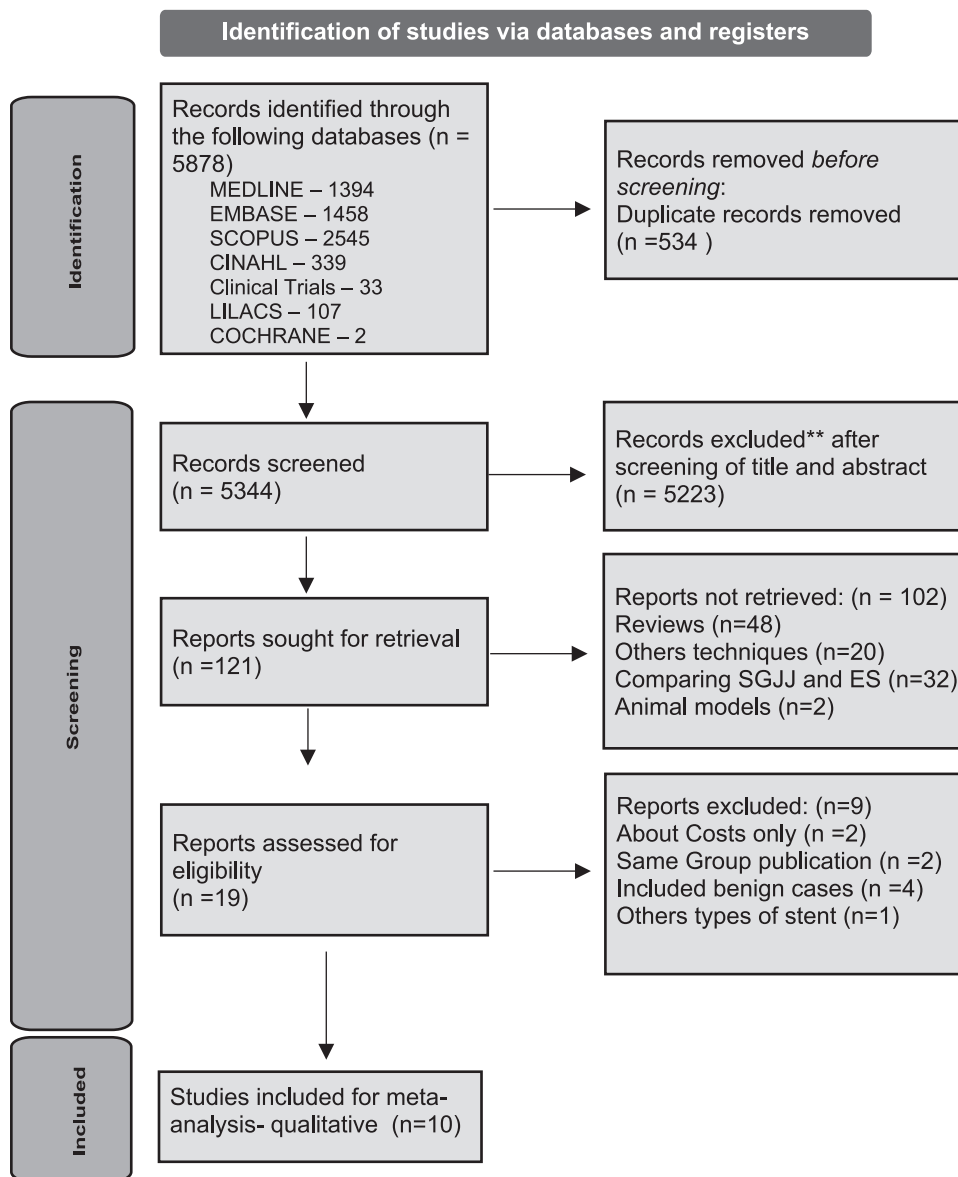 Identification of studies via databases and registers
Identification
Records identified through
the following databases (n =
5878)
MEDLINE – 1394
EMBASE – 1458
SCOPUS – 2545
CINAHL – 339
Clinical Trials – 33
LILACS – 107
COCHRANE – 2
Records removed before
screening:
Duplicate records removed
(n =534 )
Screening
Records screened
(n = 5344)
Records excluded** after
screening of title and abstract
(n = 5223)
Reports sought for retrieval
(n =121)
Reports not retrieved: (n = 102)
Reviews (n=48)
Others techniques (n=20)
Comparing SGJJ and ES (n=32)
Animal models (n=2)
Reports assessed for
eligibility
(n =19)
Reports excluded: (n=9)
About Costs only (n =2)
Same Group publication (n =2)
Included benign cases (n =4)
Others types of stent (n=1)
Included
Studies included for meta-
analysis- qualitative (n=10)